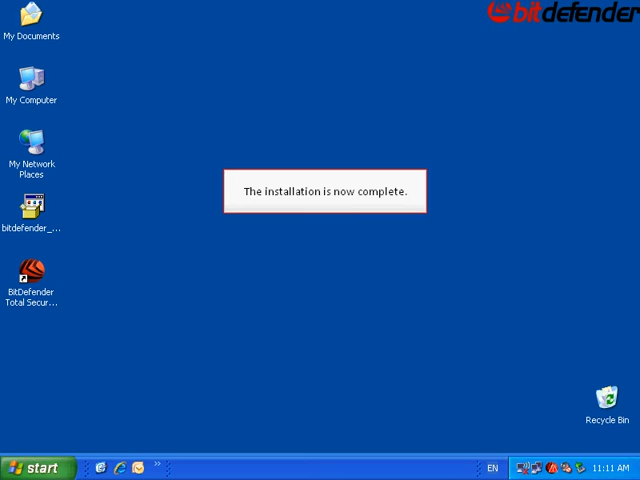 bitdefender
My Documents
My Computer
My Network
Places
bitdefender_...
BitDefender
Total Secur...
The installation is now complete.
Recycle Bin
start
EN
11:11 AM